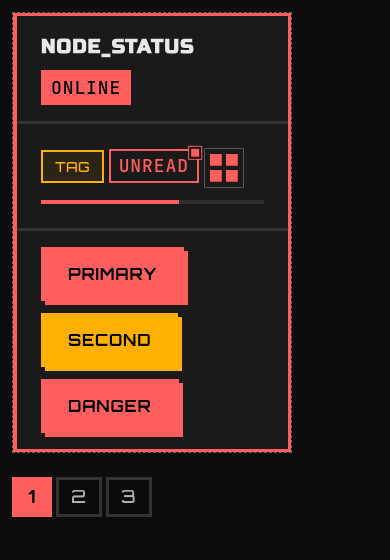 NODE_STATUS
ONLINE
TAG UNREAD
PRIMARY
SECOND
DANGER
1 2 3